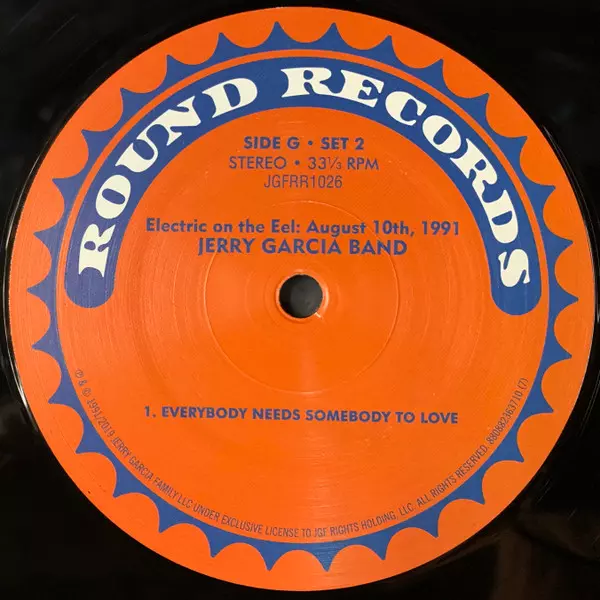 ROUND RECORDS
SIDE G • SET 2
STEREO • 33⅓ RPM
JGFRR1026
Electric on the Eel: August 10th, 1991
JERRY GARCIA BAND
1. EVERYBODY NEEDS SOMEBODY TO LOVE
℗ & © 1991/2019 JERRY GARCIA FAMILY LLC UNDER EXCLUSIVE LICENSE TO JGF RIGHTS HOLDING, LLC. ALL RIGHTS RESERVED. 880882363710 (7)